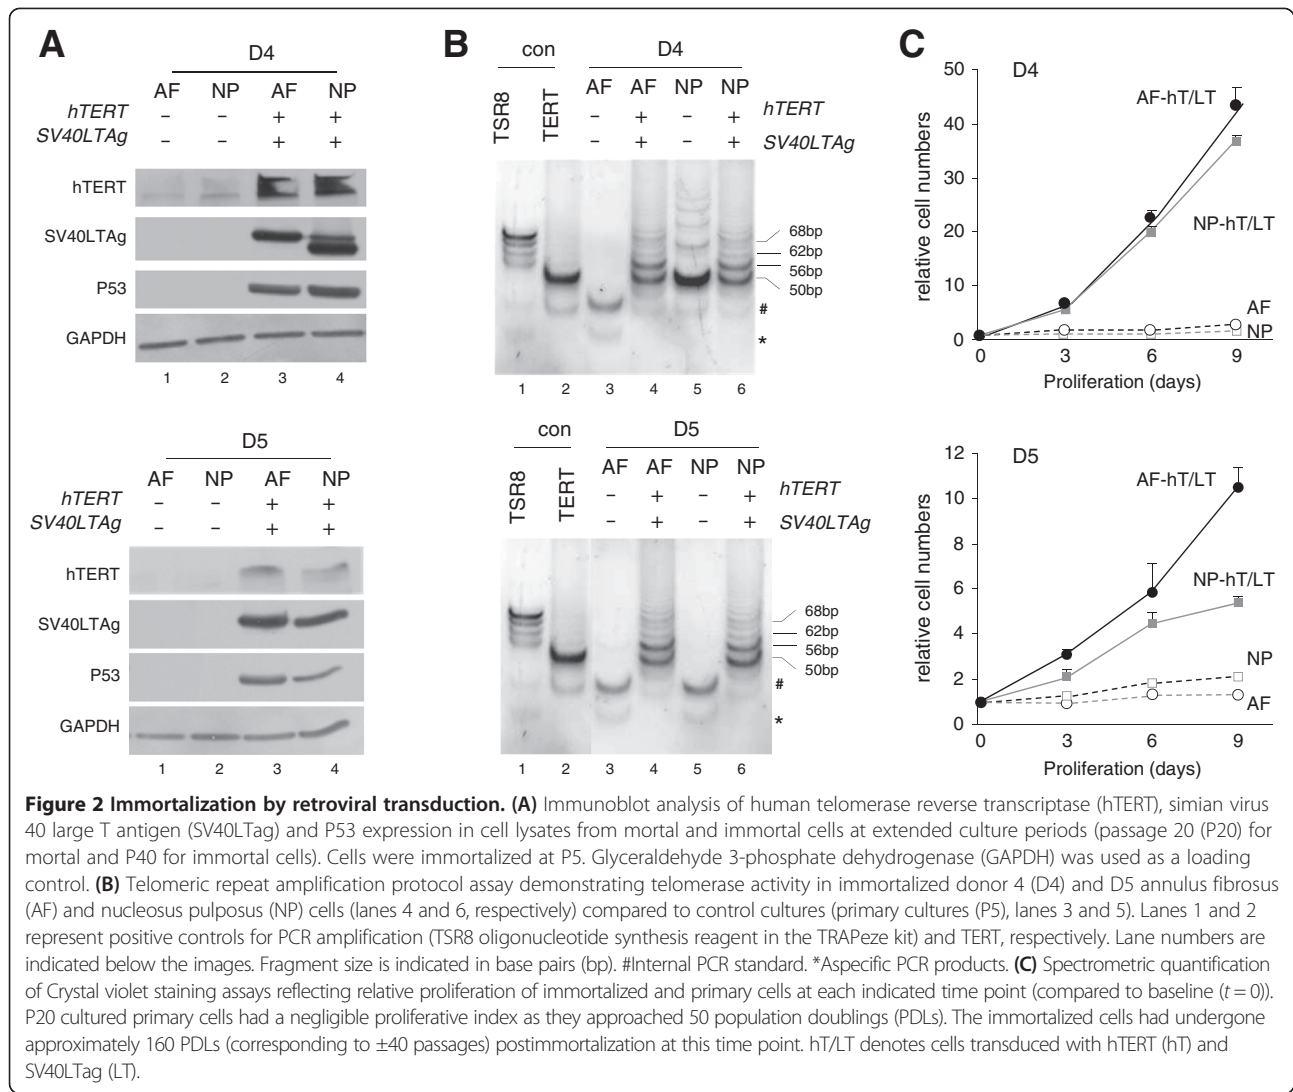 A
D4
AF NP AF NP
hTERT – – + +
SV40LTAg – – + +
hTERT
SV40LTAg
P53
GAPDH
1 2 3 4
D5
AF NP AF NP
hTERT – – + +
SV40LTAg – – + +
hTERT
SV40LTAg
P53
GAPDH
1 2 3 4
B
con D4
TSR8 TERT AF AF NP NP
– + – + hTERT
– + – + SV40LTAg
68bp
62bp
56bp
50bp
#
*
1 2 3 4 5 6
con D5
TSR8 TERT AF AF NP NP
– + – + hTERT
– + – + SV40LTAg
68bp
62bp
56bp
50bp
#
*
1 2 3 4 5 6
C
D4
relative cell numbers
50
40
30
20
10
0
AF-hT/LT
NP-hT/LT
AF
NP
0 3 6 9
Proliferation (days)
D5
relative cell numbers
12
10
8
6
4
2
0
AF-hT/LT
NP-hT/LT
NP
AF
0 3 6 9
Proliferation (days)
Figure 2 Immortalization by retroviral transduction. (A) Immunoblot analysis of human telomerase reverse transcriptase (hTERT), simian virus
40 large T antigen (SV40LTag) and P53 expression in cell lysates from mortal and immortal cells at extended culture periods (passage 20 (P20) for
mortal and P40 for immortal cells). Cells were immortalized at P5. Glyceraldehyde 3-phosphate dehydrogenase (GAPDH) was used as a loading
control. (B) Telomeric repeat amplification protocol assay demonstrating telomerase activity in immortalized donor 4 (D4) and D5 annulus fibrosus
(AF) and nucleosus pulposus (NP) cells (lanes 4 and 6, respectively) compared to control cultures (primary cultures (P5), lanes 3 and 5). Lanes 1 and 2
represent positive controls for PCR amplification (TSR8 oligonucleotide synthesis reagent in the TRAPeze kit) and TERT, respectively. Lane numbers are
indicated below the images. Fragment size is indicated in base pairs (bp). #Internal PCR standard. *Aspecific PCR products. (C) Spectrometric quantification
of Crystal violet staining assays reflecting relative proliferation of immortalized and primary cells at each indicated time point (compared to baseline (t = 0)).
P20 cultured primary cells had a negligible proliferative index as they approached 50 population doublings (PDLs). The immortalized cells had undergone
approximately 160 PDLs (corresponding to ±40 passages) postimmortalization at this time point. hT/LT denotes cells transduced with hTERT (hT) and
SV40LTag (LT).